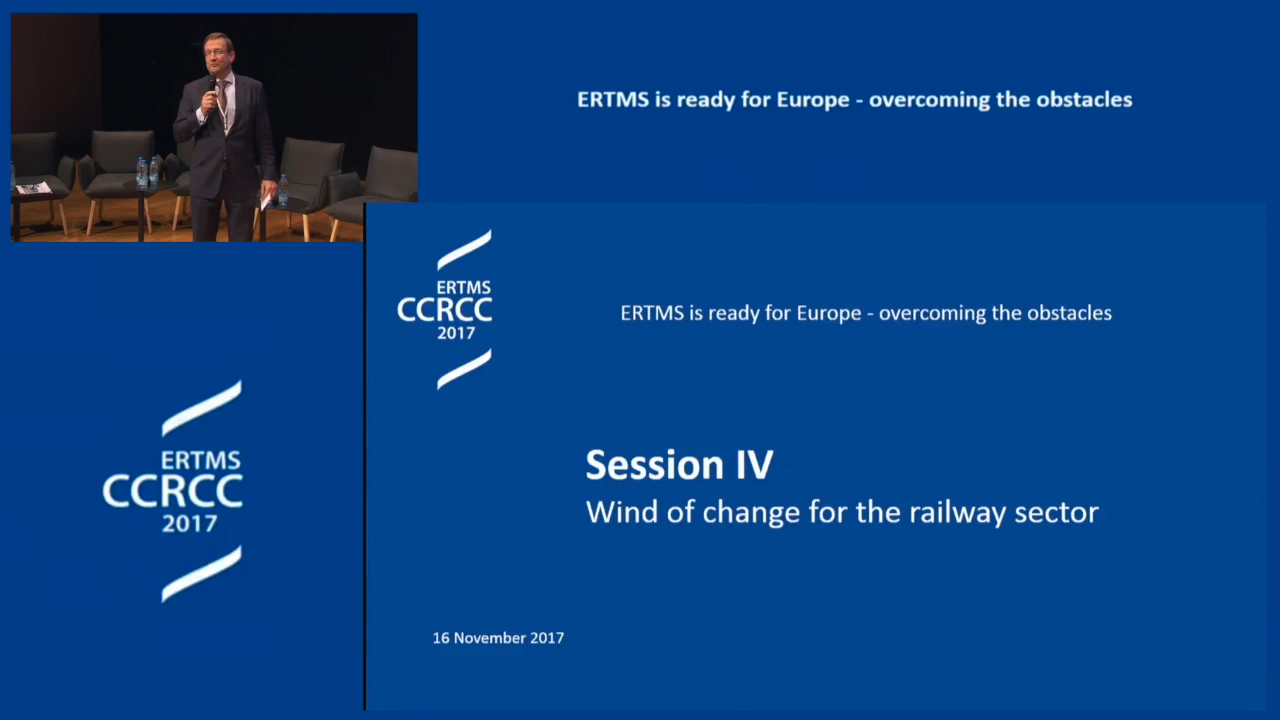 ERTMS is ready for Europe - overcoming the obstacles
ERTMS
CCRCC
2017
ERTMS is ready for Europe - overcoming the obstacles
Session IV
Wind of change for the railway sector
ERTMS
CCRCC
2017
16 November 2017